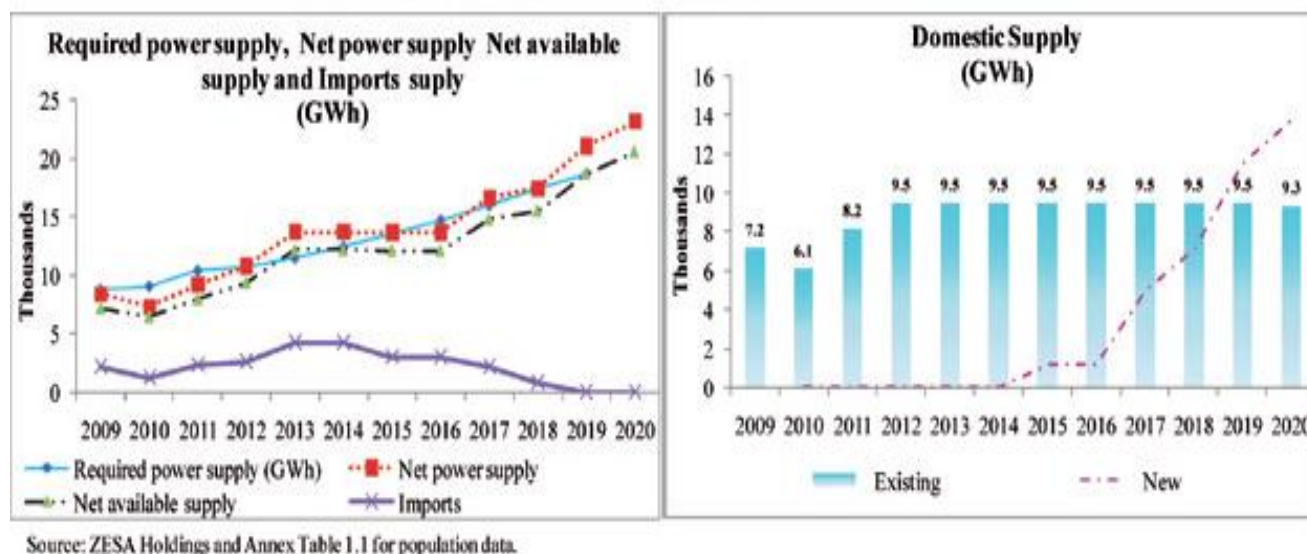 Required power supply, Net power supply Net available
supply and Imports suply
(GWh)
25
20
15
10
5
0
Thousands
2009 2010 2011 2012 2013 2014 2015 2016 2017 2018 2019 2020
Required power supply (GWh)
Net power supply
Net available supply
Imports
Domestic Supply
(GWh)
16
14
12
10
8
6
4
2
0
Thousands
7.2 6.1 8.2 9.5 9.5 9.5 9.5 9.5 9.5 9.5 9.5 9.3
2009 2010 2011 2012 2013 2014 2015 2016 2017 2018 2019 2020
Existing
New
Source: ZESA Holdings and Annex Table 1.1 for population data.